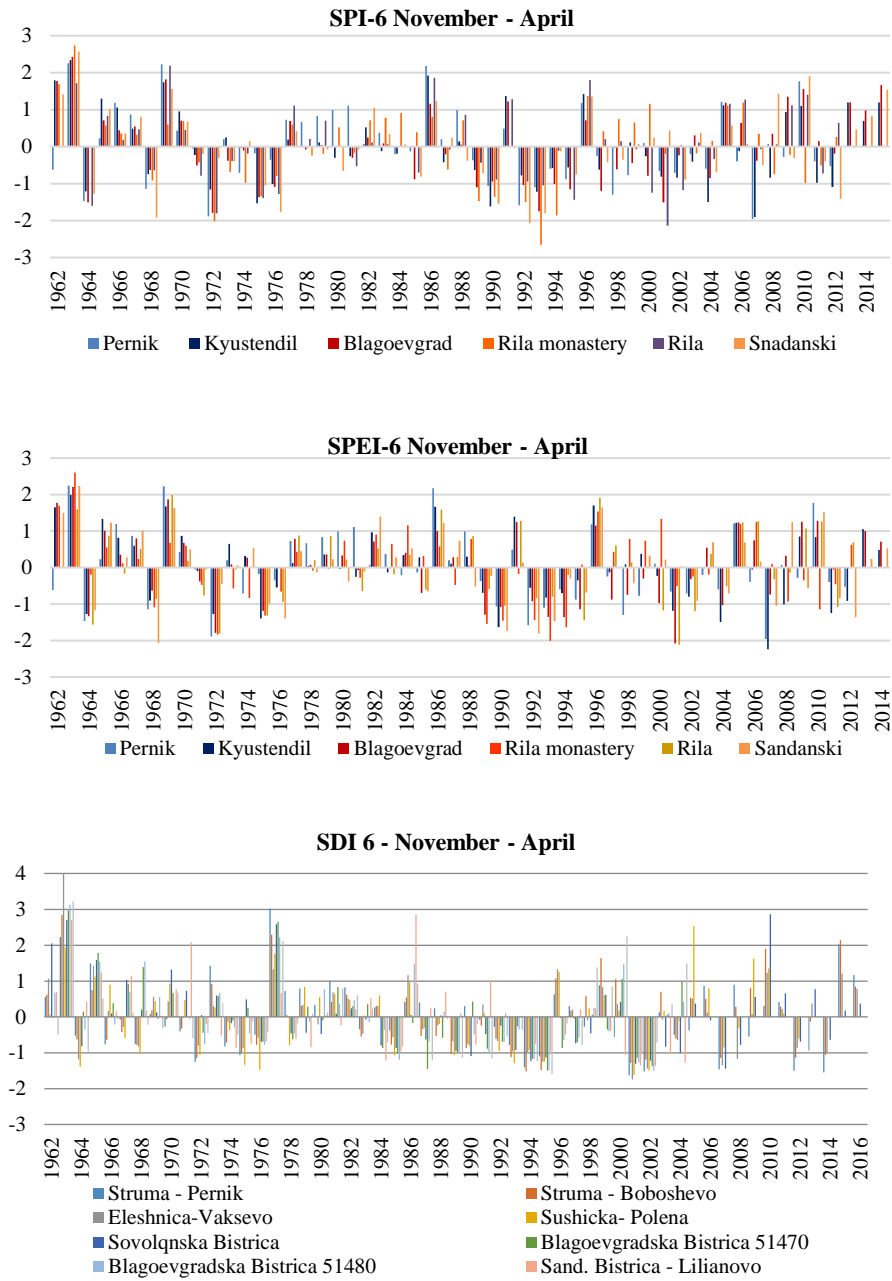 SPI-6 November - April
3
2
1
0
-1
-2
-3
1962 1964 1966 1968 1970 1972 1974 1976 1978 1980 1982 1984 1986 1988 1990 1992 1994 1996 1998 2000 2002 2004 2006 2008 2010 2012 2014
Pernik Kyustendil Blagoevgrad Rila monastery Rila Snadanski
SPEI-6 November - April
3
2
1
0
-1
-2
-3
1962 1964 1966 1968 1970 1972 1974 1976 1978 1980 1982 1984 1986 1988 1990 1992 1994 1996 1998 2000 2002 2004 2006 2008 2010 2012 2014
Pernik Kyustendil Blagoevgrad Rila monastery Rila Sandanski
SDI 6 - November - April
4
3
2
1
0
-1
-2
-3
1962 1964 1966 1968 1970 1972 1974 1976 1978 1980 1982 1984 1986 1988 1990 1992 1994 1996 1998 2000 2002 2004 2006 2008 2010 2012 2014 2016
Struma - Pernik Struma - Boboshevo
Eleshnica-Vaksevo Sushicka- Polena
Sovolqnska Bistrica Blagoevgradska Bistrica 51470
Blagoevgradska Bistrica 51480 Sand. Bistrica - Lilianovo